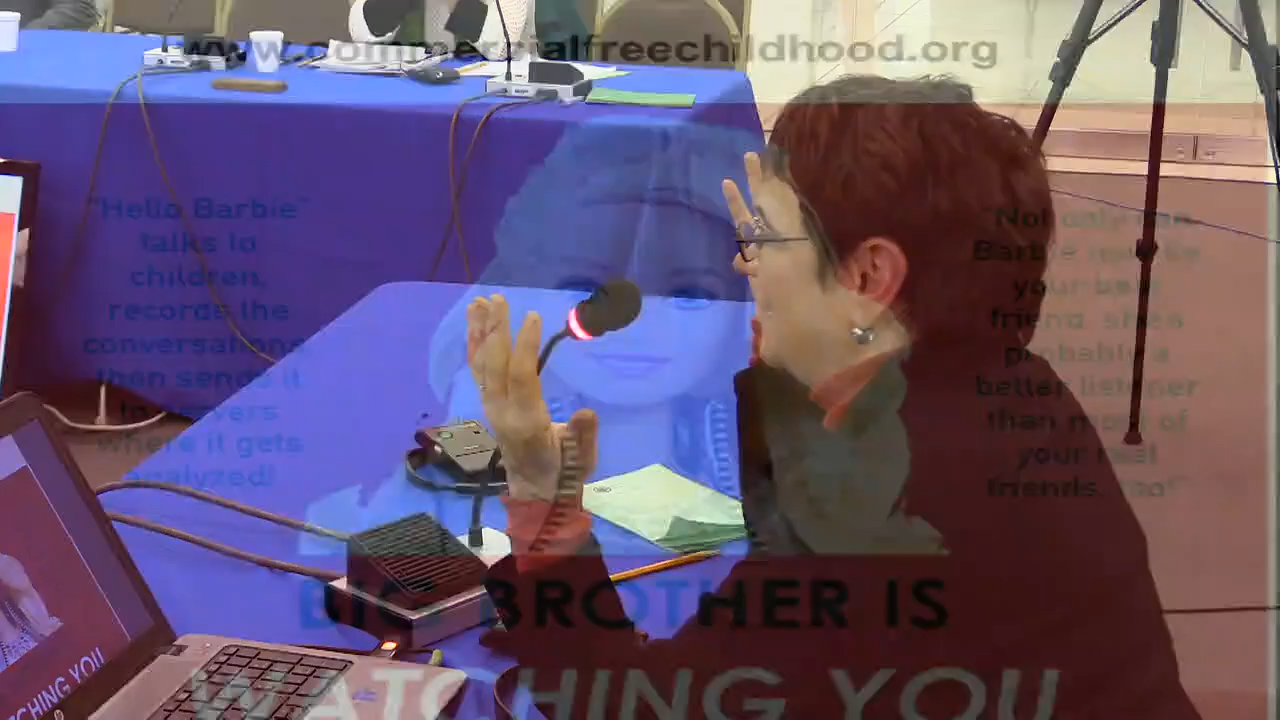 www.commercialfreechildhood.org
"Hello Barbie"
talks to
children,
records the
conversations,
then sends it
to servers
where it gets
analyzed!
Not only can
Barbie now be
your best
friend, she's
probably a
better listener
than most of
your real
friends, too!"
BIG BROTHER IS
WATCHING YOU
TCHING YOU